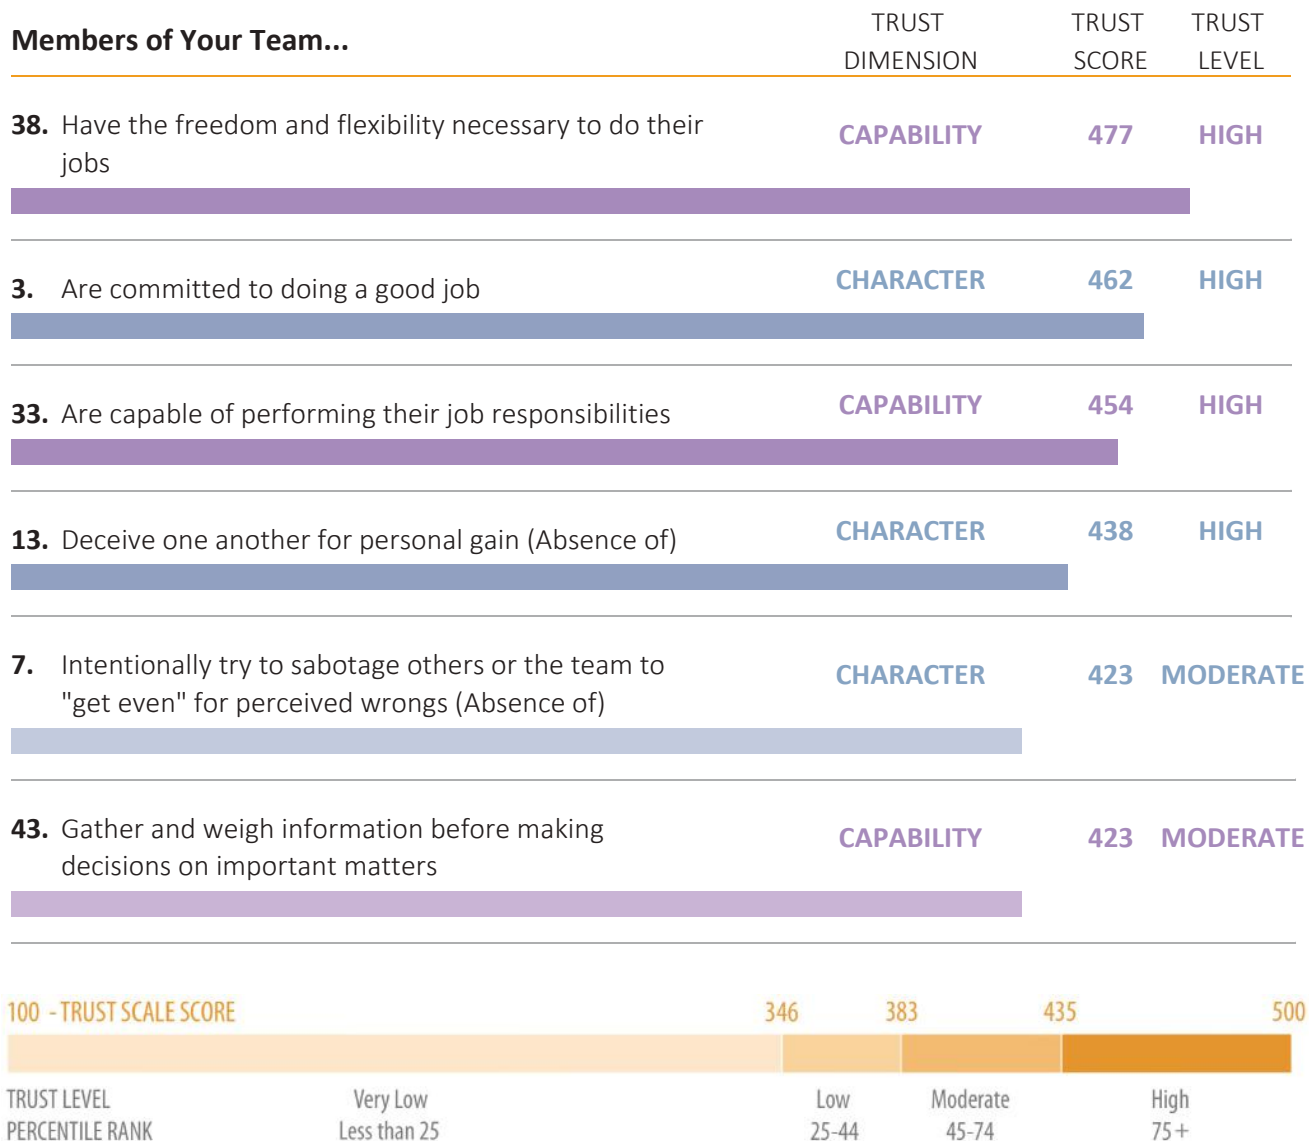 Members of Your Team...
TRUST DIMENSION
TRUST SCORE
TRUST LEVEL
38. Have the freedom and flexibility necessary to do their
jobs
CAPABILITY 477 HIGH
3. Are committed to doing a good job
CHARACTER 462 HIGH
33. Are capable of performing their job responsibilities
CAPABILITY 454 HIGH
13. Deceive one another for personal gain (Absence of)
CHARACTER 438 HIGH
7. Intentionally try to sabotage others or the team to
"get even" for perceived wrongs (Absence of)
CHARACTER 423 MODERATE
43. Gather and weigh information before making
decisions on important matters
CAPABILITY 423 MODERATE
100 - TRUST SCALE SCORE 346 383 435 500
TRUST LEVEL Very Low Low Moderate High
PERCENTILE RANK Less than 25 25-44 45-74 75+